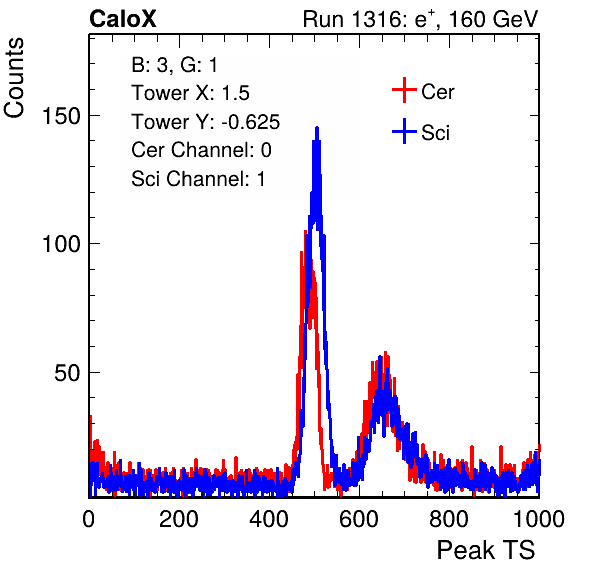 CaloX Run 1316: e+, 160 GeV
Counts
B: 3, G: 1
Tower X: 1.5
Tower Y: -0.625
Cer Channel: 0
Sci Channel: 1
Cer
Sci
150
100
50
0 200 400 600 800 1000
Peak TS